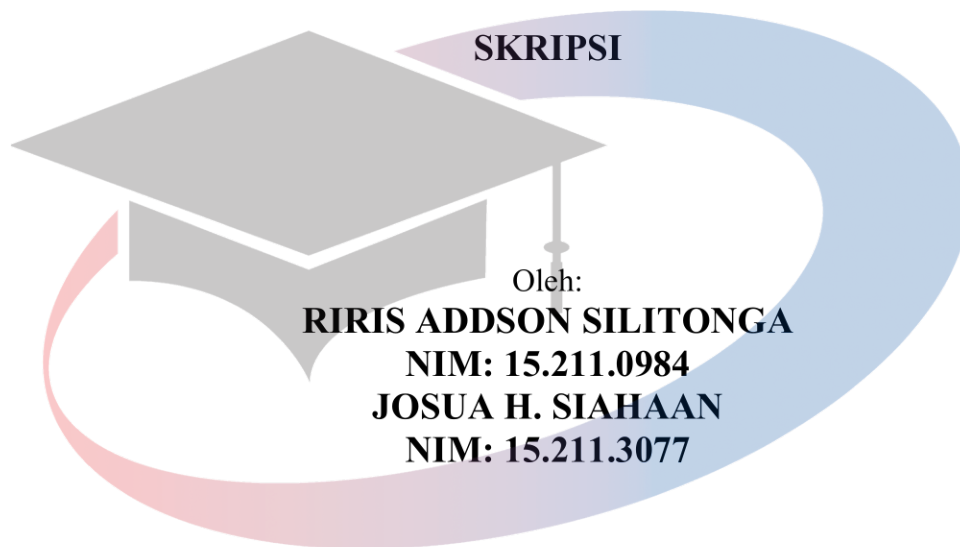 SKRIPSI
Oleh:
RIRIS ADDSON SILITONGA
NIM: 15.211.0984
JOSUA H. SIAHAAN
NIM: 15.211.3077